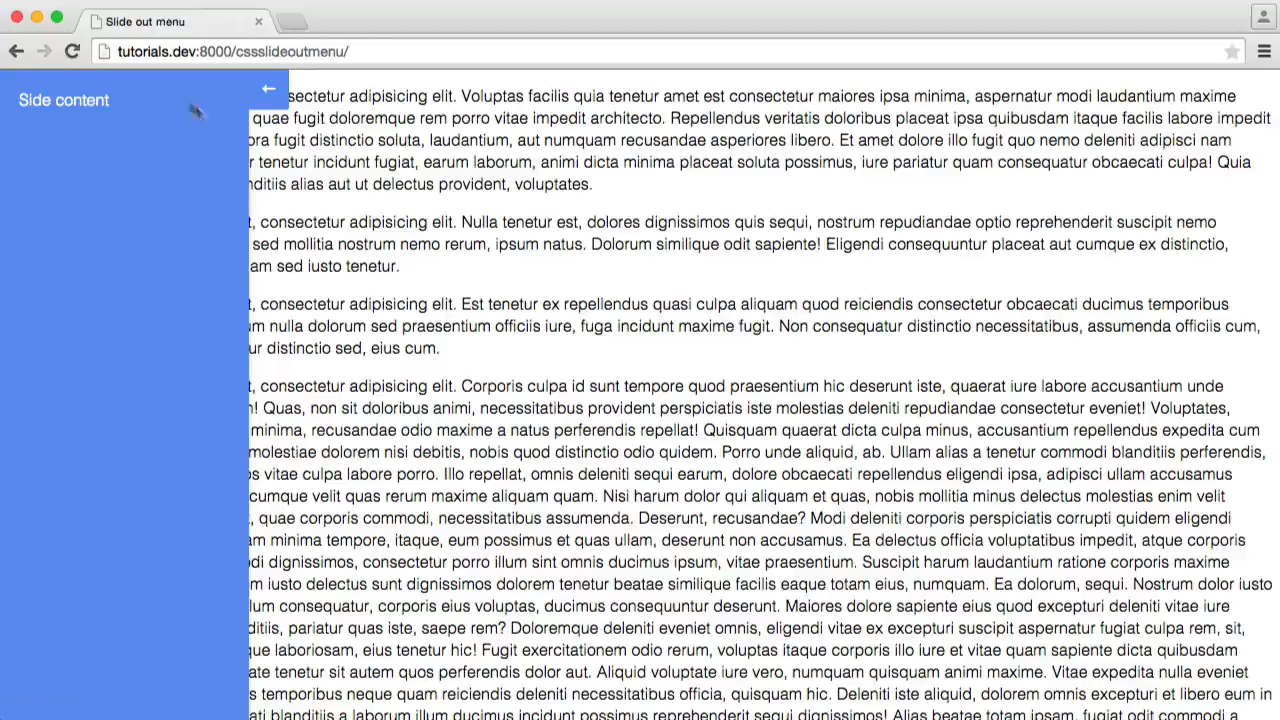 Slide out menu
tutorials.dev:8000/cssslideoutmenu/
Side content
sectetur adipisicing elit. Voluptas facilis quia tenetur amet est consectetur maiores ipsa minima, aspernatur modi laudantium maxime
quae fugit doloremque rem porro vitae impedit architecto. Repellendus veritatis doloribus placeat ipsa quibusdam itaque facilis labore impedit
ora fugit distinctio soluta, laudantium, aut numquam recusandae asperiores libero. Et amet dolore illo fugit quo nemo deleniti adipisci nam
r tenetur incidunt fugiat, earum laborum, animi dicta minima placeat soluta possimus, iure pariatur quam consequatur obcaecati culpa! Quia
nditiis alias aut ut delectus provident, voluptates.
t, consectetur adipisicing elit. Nulla tenetur est, dolores dignissimos quis sequi, nostrum repudiandae optio reprehenderit suscipit nemo
sed mollitia nostrum nemo rerum, ipsum natus. Dolorum similique odit sapiente! Eligendi consequuntur placeat aut cumque ex distinctio,
am sed iusto tenetur.
t, consectetur adipisicing elit. Est tenetur ex repellendus quasi culpa aliquam quod reiciendis consectetur obcaecati ducimus temporibus
um nulla dolorum sed praesentium officiis iure, fuga incidunt maxime fugit. Non consequatur distinctio necessitatibus, assumenda officiis cum,
ur distinctio sed, eius cum.
t, consectetur adipisicing elit. Corporis culpa id sunt tempore quod praesentium hic deserunt iste, quaerat iure labore accusantium unde
n! Quas, non sit doloribus animi, necessitatibus provident perspiciatis iste molestias deleniti repudiandae consectetur eveniet! Voluptates,
minima, recusandae odio maxime a natus perferendis repellat! Quisquam quaerat dicta culpa minus, accusantium repellendus expedita cum
molestiae dolorem nisi debitis, nobis quod distinctio odio quidem. Porro unde aliquid, ab. Ullam alias a tenetur commodi blanditiis perferendis,
os vitae culpa labore porro. Illo repellat, omnis deleniti sequi earum, dolore obcaecati repellendus eligendi ipsa, adipisci ullam accusamus
cumque velit quas rerum maxime aliquam quam. Nisi harum dolor qui aliquam et quas, nobis mollitia minus delectus molestias enim velit
, quae corporis commodi, necessitatibus assumenda. Deserunt, recusandae? Modi deleniti corporis perspiciatis corrupti quidem eligendi
am minima tempore, itaque, eum possimus et quas ullam, deserunt non accusamus. Ea delectus officia voluptatibus impedit, atque corporis
odi dignissimos, consectetur porro illum sint omnis ducimus ipsum, vitae praesentium. Suscipit harum laudantium ratione corporis maxime
m iusto delectus sunt dignissimos dolorem tenetur beatae similique facilis eaque totam eius, numquam. Ea dolorum, sequi. Nostrum dolor iusto
lum consequatur, corporis eius voluptas, ducimus consequuntur deserunt. Maiores dolore sapiente eius quod excepturi deleniti vitae iure
ditiis, pariatur quas iste, saepe rem? Doloremque deleniti eveniet omnis, eligendi vitae ex excepturi suscipit aspernatur fugiat culpa rem, sit,
que laboriosam, eius tenetur hic! Fugit exercitationem odio rerum, voluptas itaque corporis illo iure et vitae quam sapiente dicta quibusdam
ate tenetur sit autem quos perferendis dolor aut. Aliquid voluptate iure vero, numquam quisquam animi maxime. Vitae expedita nulla eveniet
s temporibus neque quam reiciendis deleniti necessitatibus officia, quisquam hic. Deleniti iste aliquid, dolorem omnis excepturi et libero eum in
ati blanditiis a laborum illum ducimus incidunt possimus reprehenderit sequi dignissimos! Alias beatae totam ipsum, commodi a